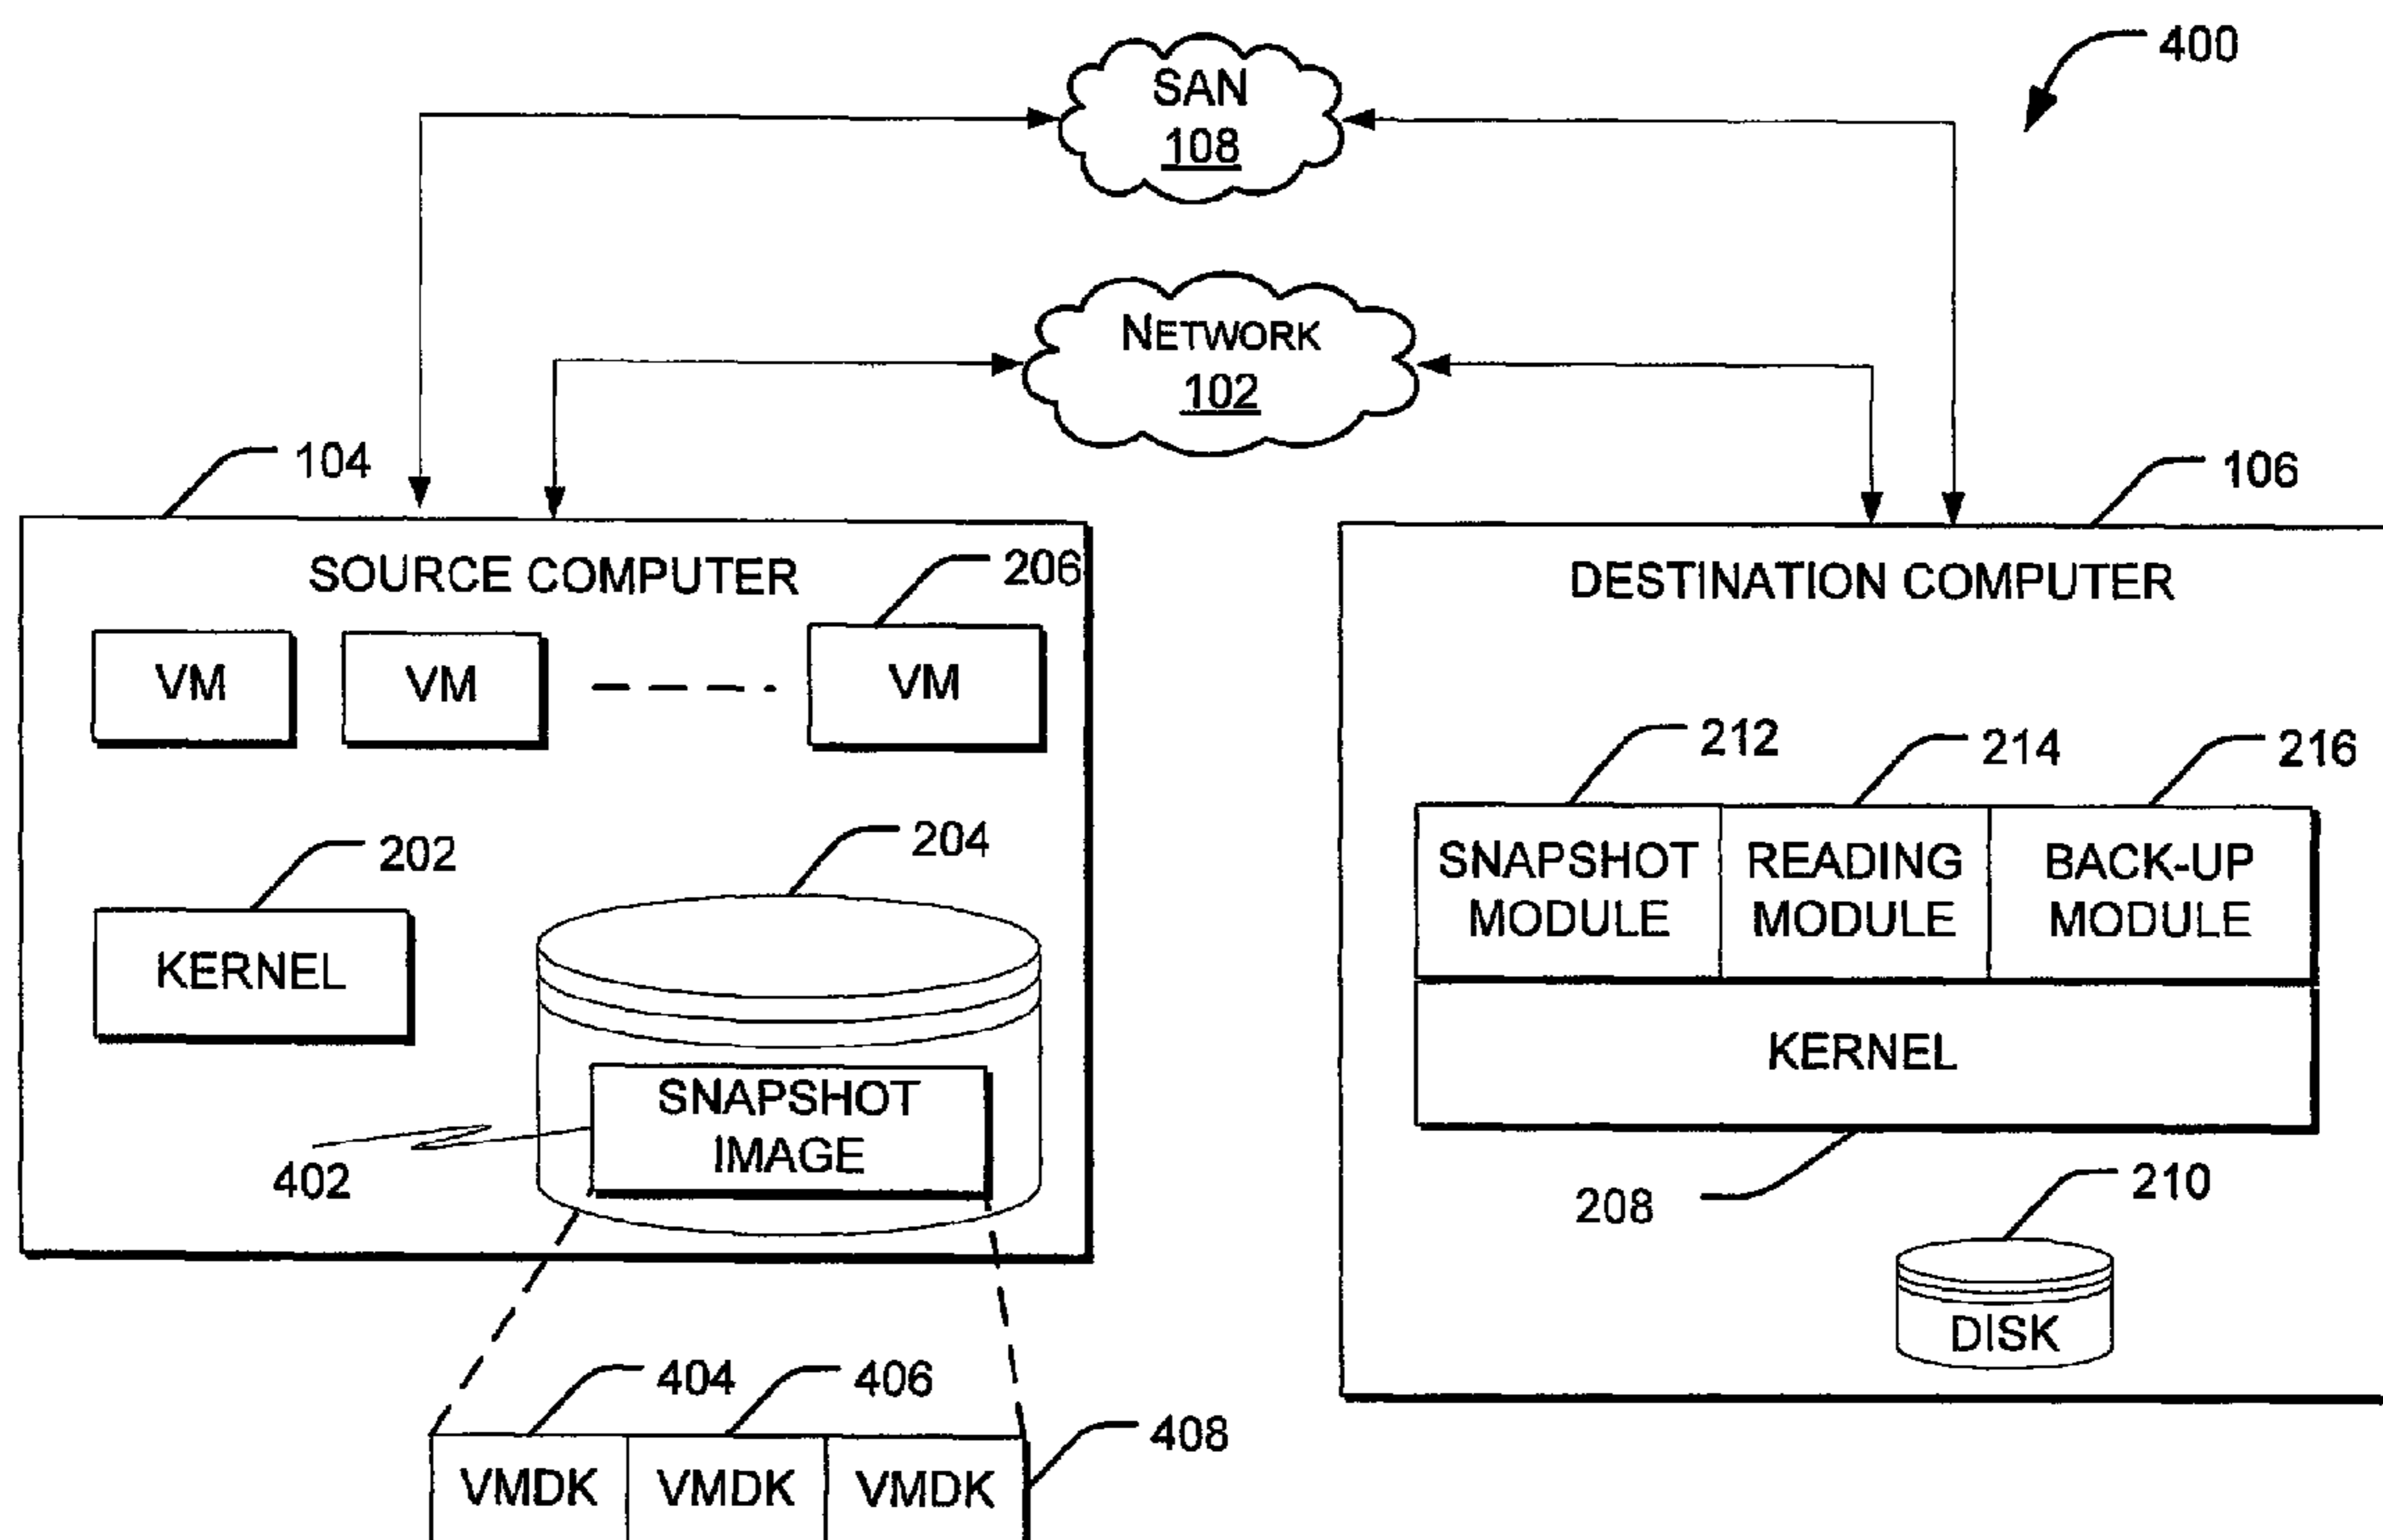 400
SAN
108
NETWORK
102
104
106
SOURCE COMPUTER
206
DESTINATION COMPUTER
VM
VM
VM
212
214
216
202
204
SNAPSHOT
MODULE
READING
MODULE
BACK-UP
MODULE
KERNEL
KERNEL
SNAPSHOT
IMAGE
402
208
210
DISK
404
406
408
VMDK
VMDK
VMDK